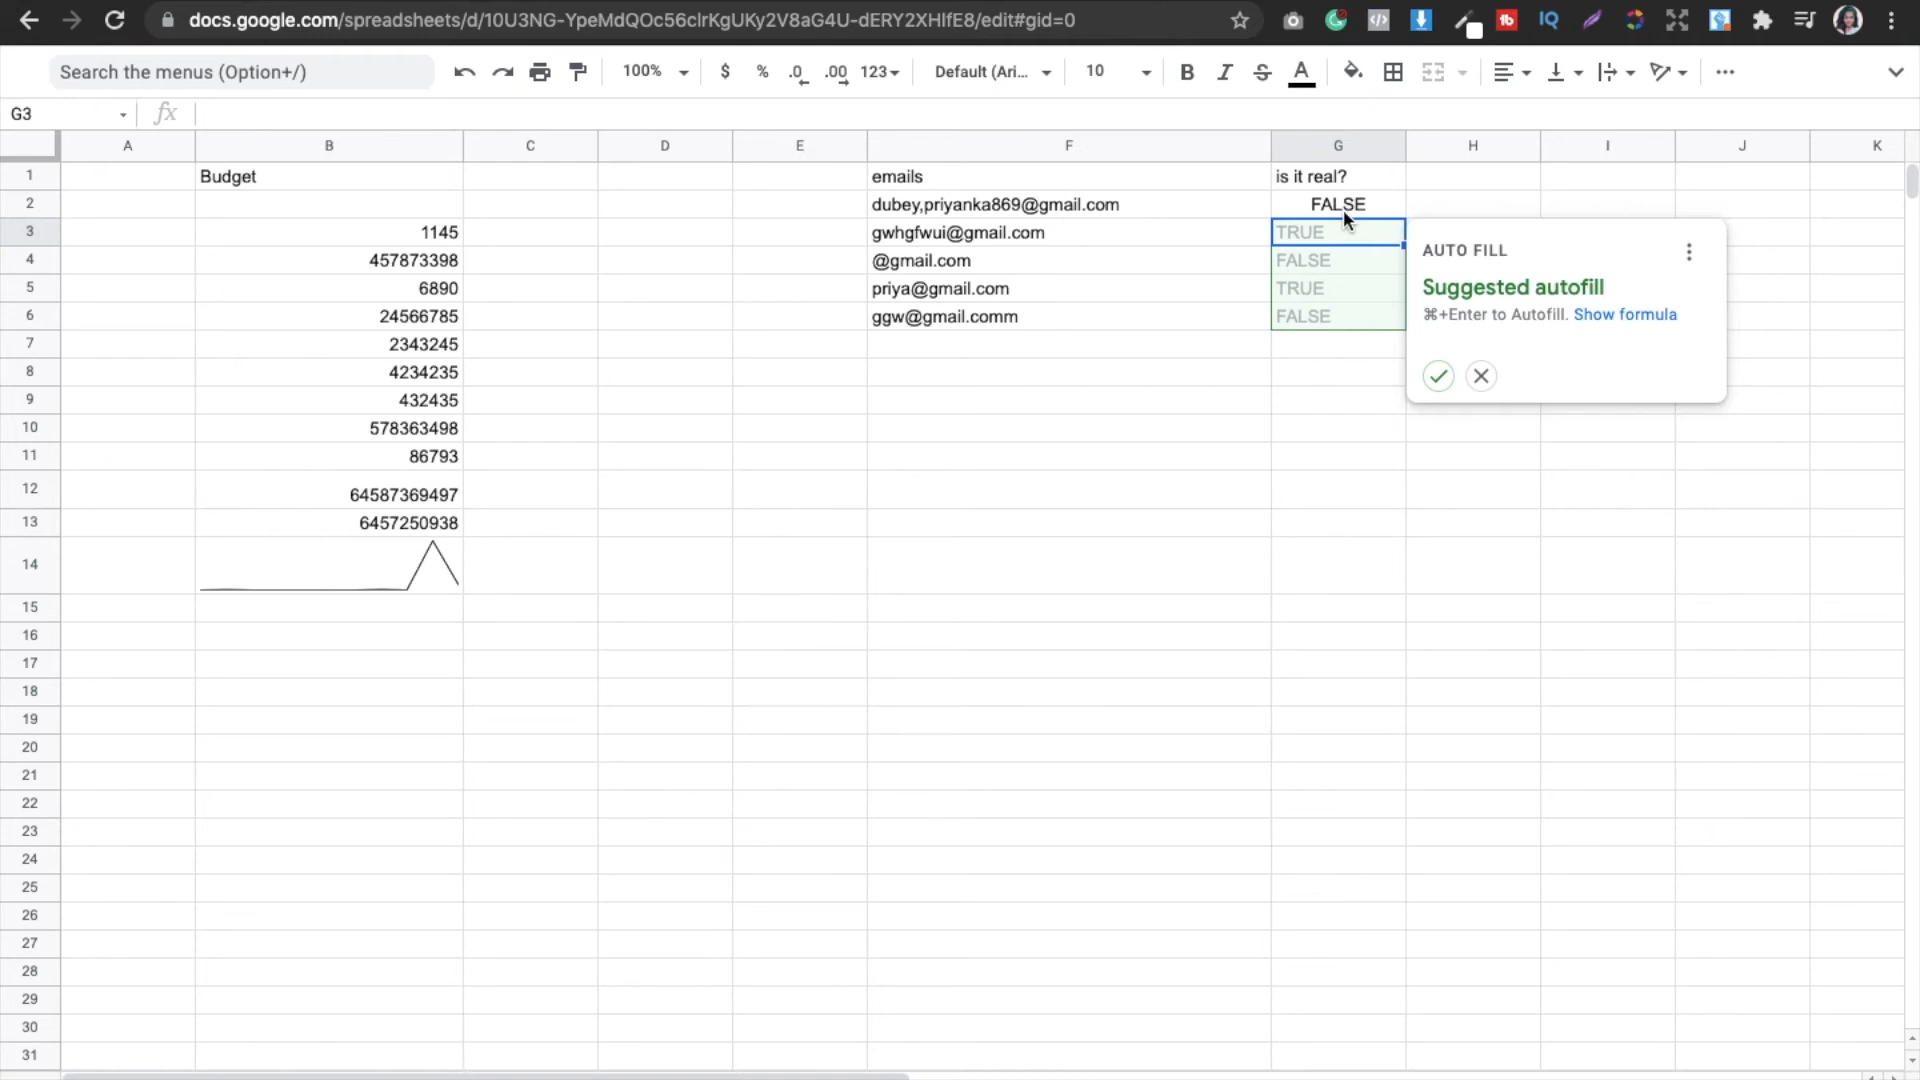 docs.google.com/spreadsheets/d/10U3NG-YpeMdQOc56clrKgUKy2V8aG4U-dERY2XHlfE8/edit#gid=0
Search the menus (Option+/)
100%
$
%
.0
.00
123
Default (Ari...
10
B
I
S
A
G3
fx
A B C D E F G H I J K
1 Budget emails is it real?
2 dubey,priyanka869@gmail.com FALSE
3 1145 gwhgfwui@gmail.com TRUE
4 457873398 @gmail.com FALSE
5 6890 priya@gmail.com TRUE
6 24566785 ggw@gmail.comm FALSE
AUTO FILL
Suggested autofill
⌘+Enter to Autofill. Show formula
7 2343245
8 4234235
9 432435
10 578363498
11 86793
12 64587369497
13 6457250938
14
15
16
17
18
19
20
21
22
23
24
25
26
27
28
29
30
31